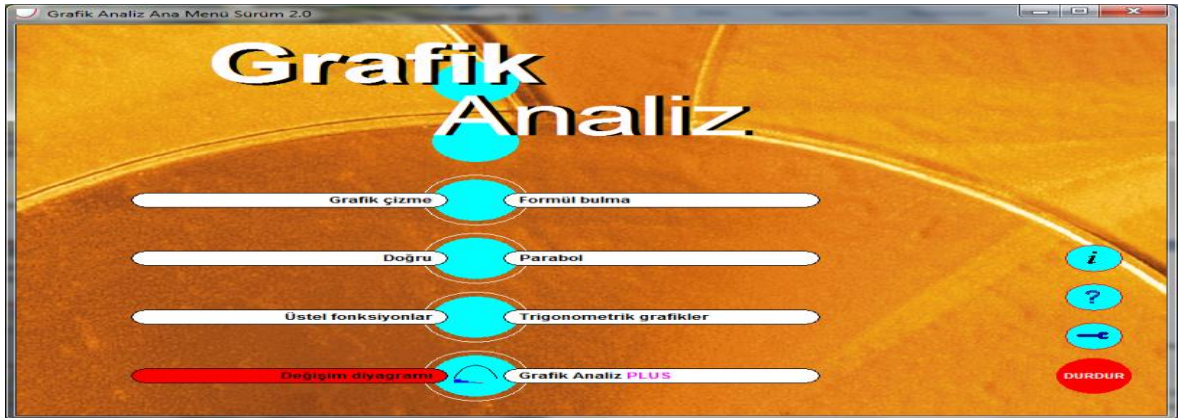 Grafik Analiz Ana Menü Sürüm 2.0
Grafik
Analiz
Grafik çizme Formül bulma
Doğru Parabol
i
?
Üstel fonksiyonlar Trigonometrik grafikler
Değişim diyagramı Grafik Analiz PLUS
DURDUR